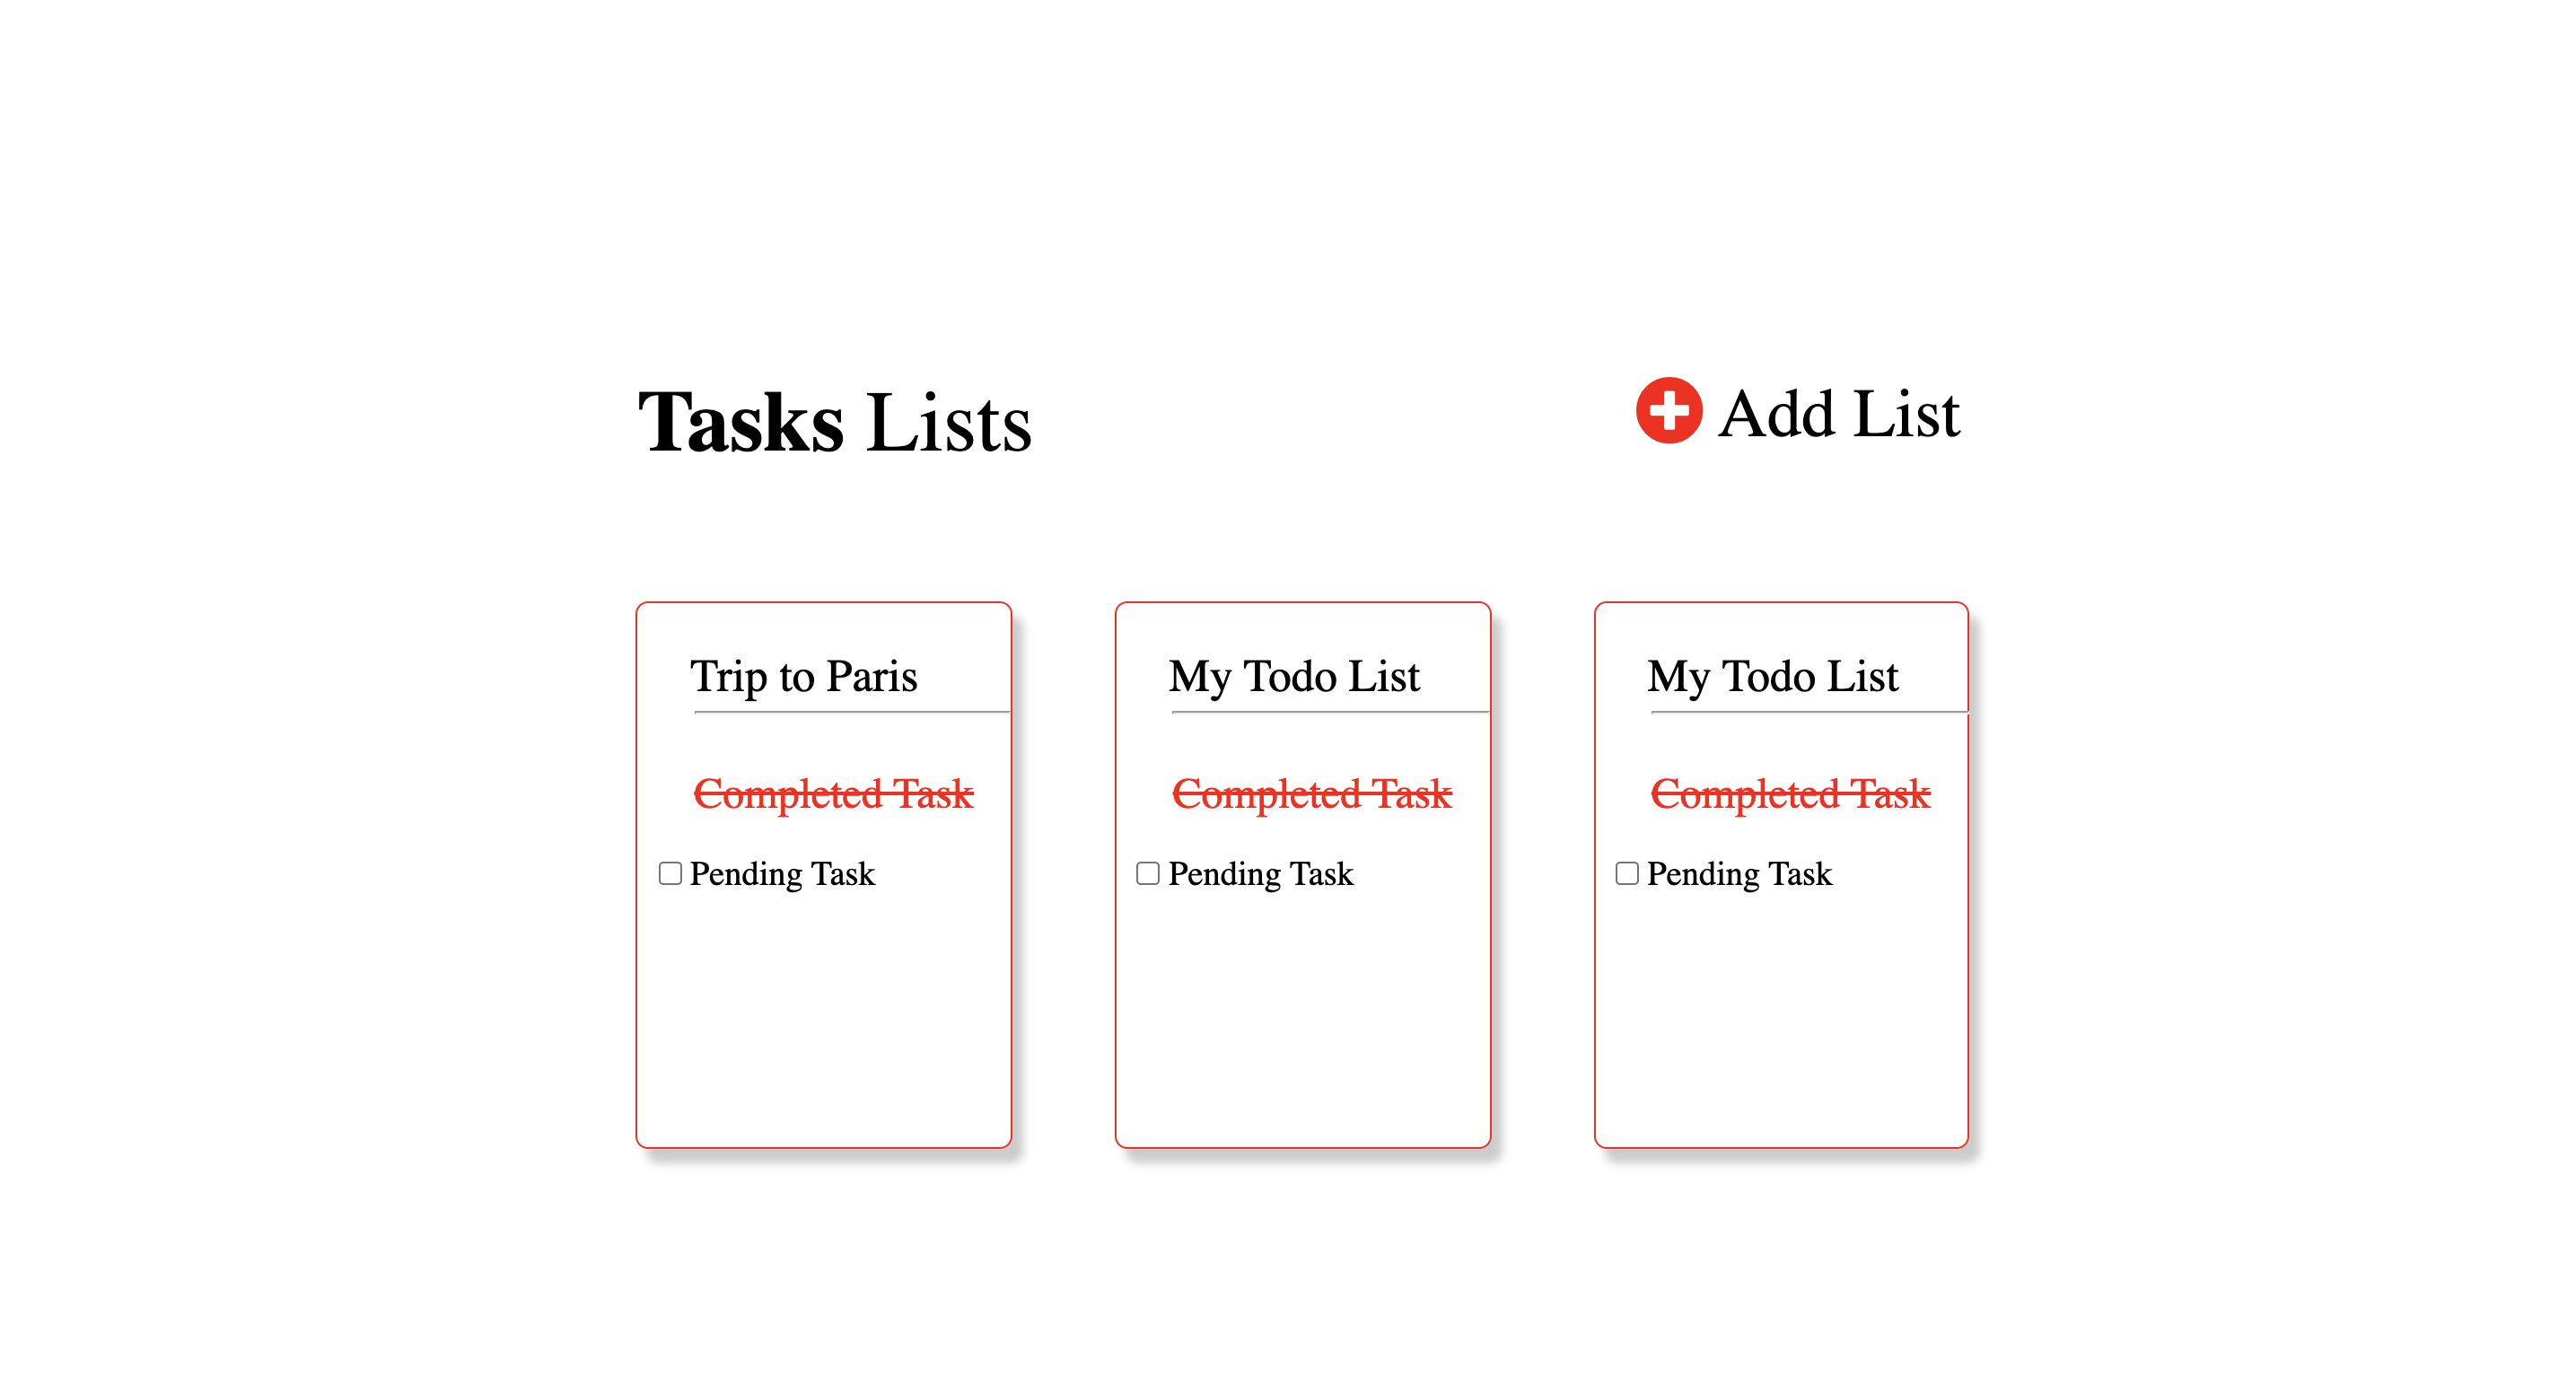 Tasks Lists
Add List
Trip to Paris
Completed Task
Pending Task
My Todo List
Completed Task
Pending Task
My Todo List
Completed Task
Pending Task